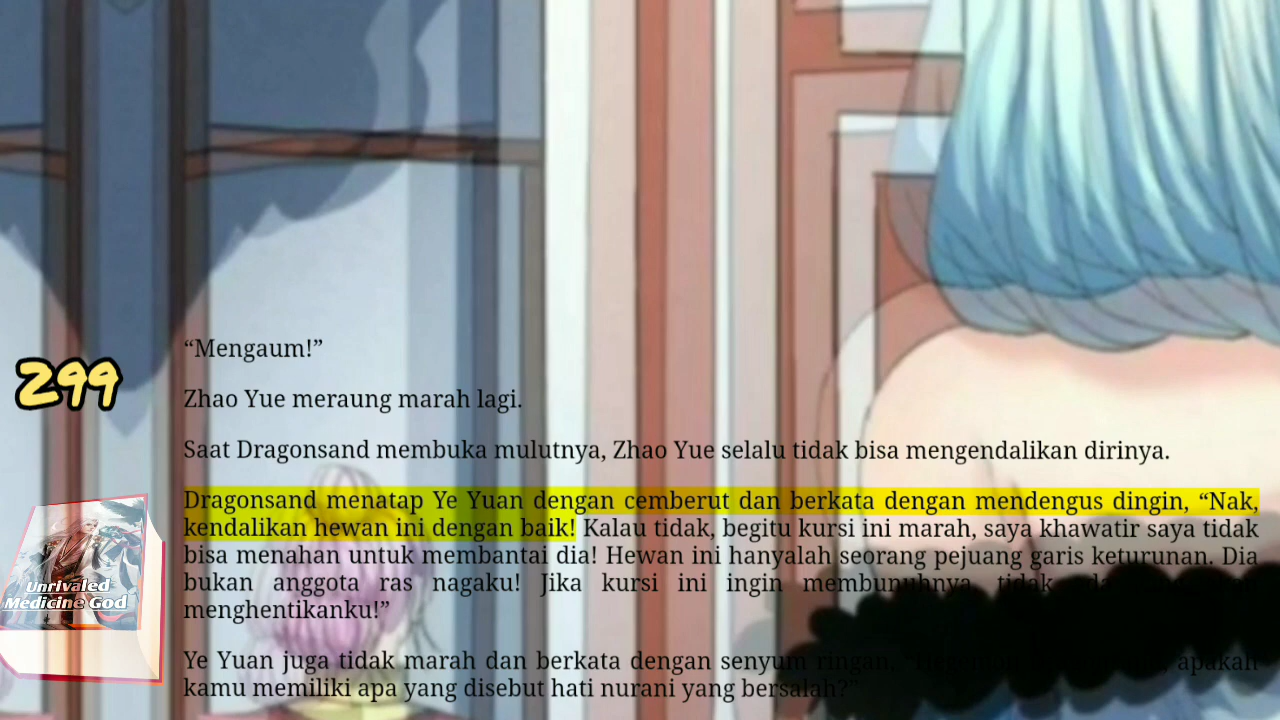 “Mengaum!”
Zhao Yue meraung marah lagi.
Saat Dragonsand membuka mulutnya, Zhao Yue selalu tidak bisa mengendalikan dirinya.
299
Dragonsand menatap Ye Yuan dengan cemberut dan berkata dengan mendengus dingin, “Nak,
kendalikan hewan ini dengan baik! Kalau tidak, begitu kursi ini marah, saya khawatir saya tidak
bisa menahan untuk membantai dia! Hewan ini hanyalah seorang pejuang garis keturunan. Dia
bukan anggota ras nagaku! Jika kursi ini ingin membunuhnya, tidak
menghentikanku!”
Unrivaled
Medicine God
Ye Yuan juga tidak marah dan berkata dengan senyum ringan, apakah
kamu memiliki apa yang disebut hati nurani yang bersalah?”